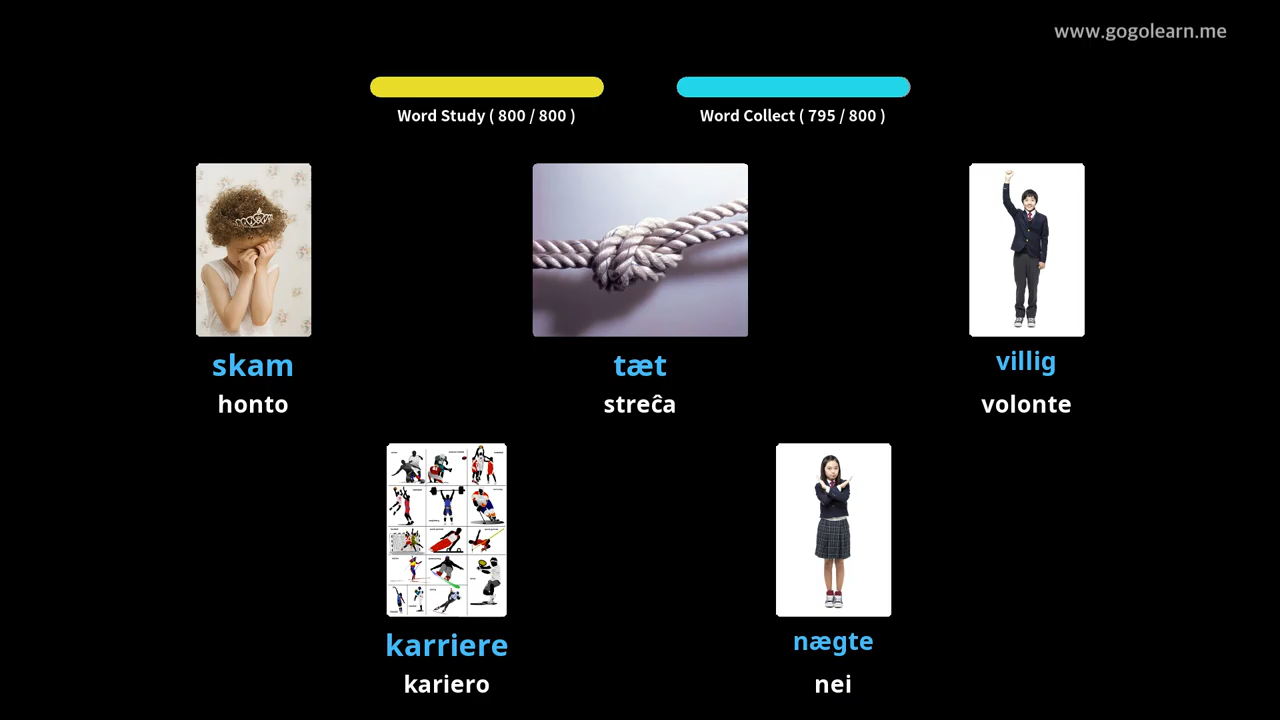 www.gogolearn.me
Word Study ( 800 / 800 )
Word Collect ( 795 / 800 )
skam
tæt
villig
honto
streĉa
volonte
karriere
nægte
kariero
nei